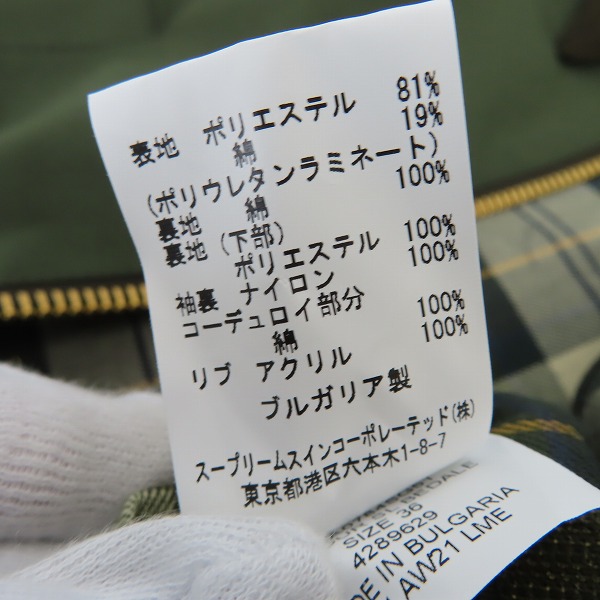 表地 ポリエステル 81%
綿 19%
(ポリウレタンラミネート)
裏地 綿 100%
裏地 (下部)
ポリエステル 100%
袖裏 ナイロン 100%
コーデュロイ部分
綿 100%
リブ アクリル 100%
ブルガリア製
スープリームスインコーポレーテッド(株)
東京都港区六本木1-8-7
SIZE 36
4289629
IN BULGARIA
AW21 LME